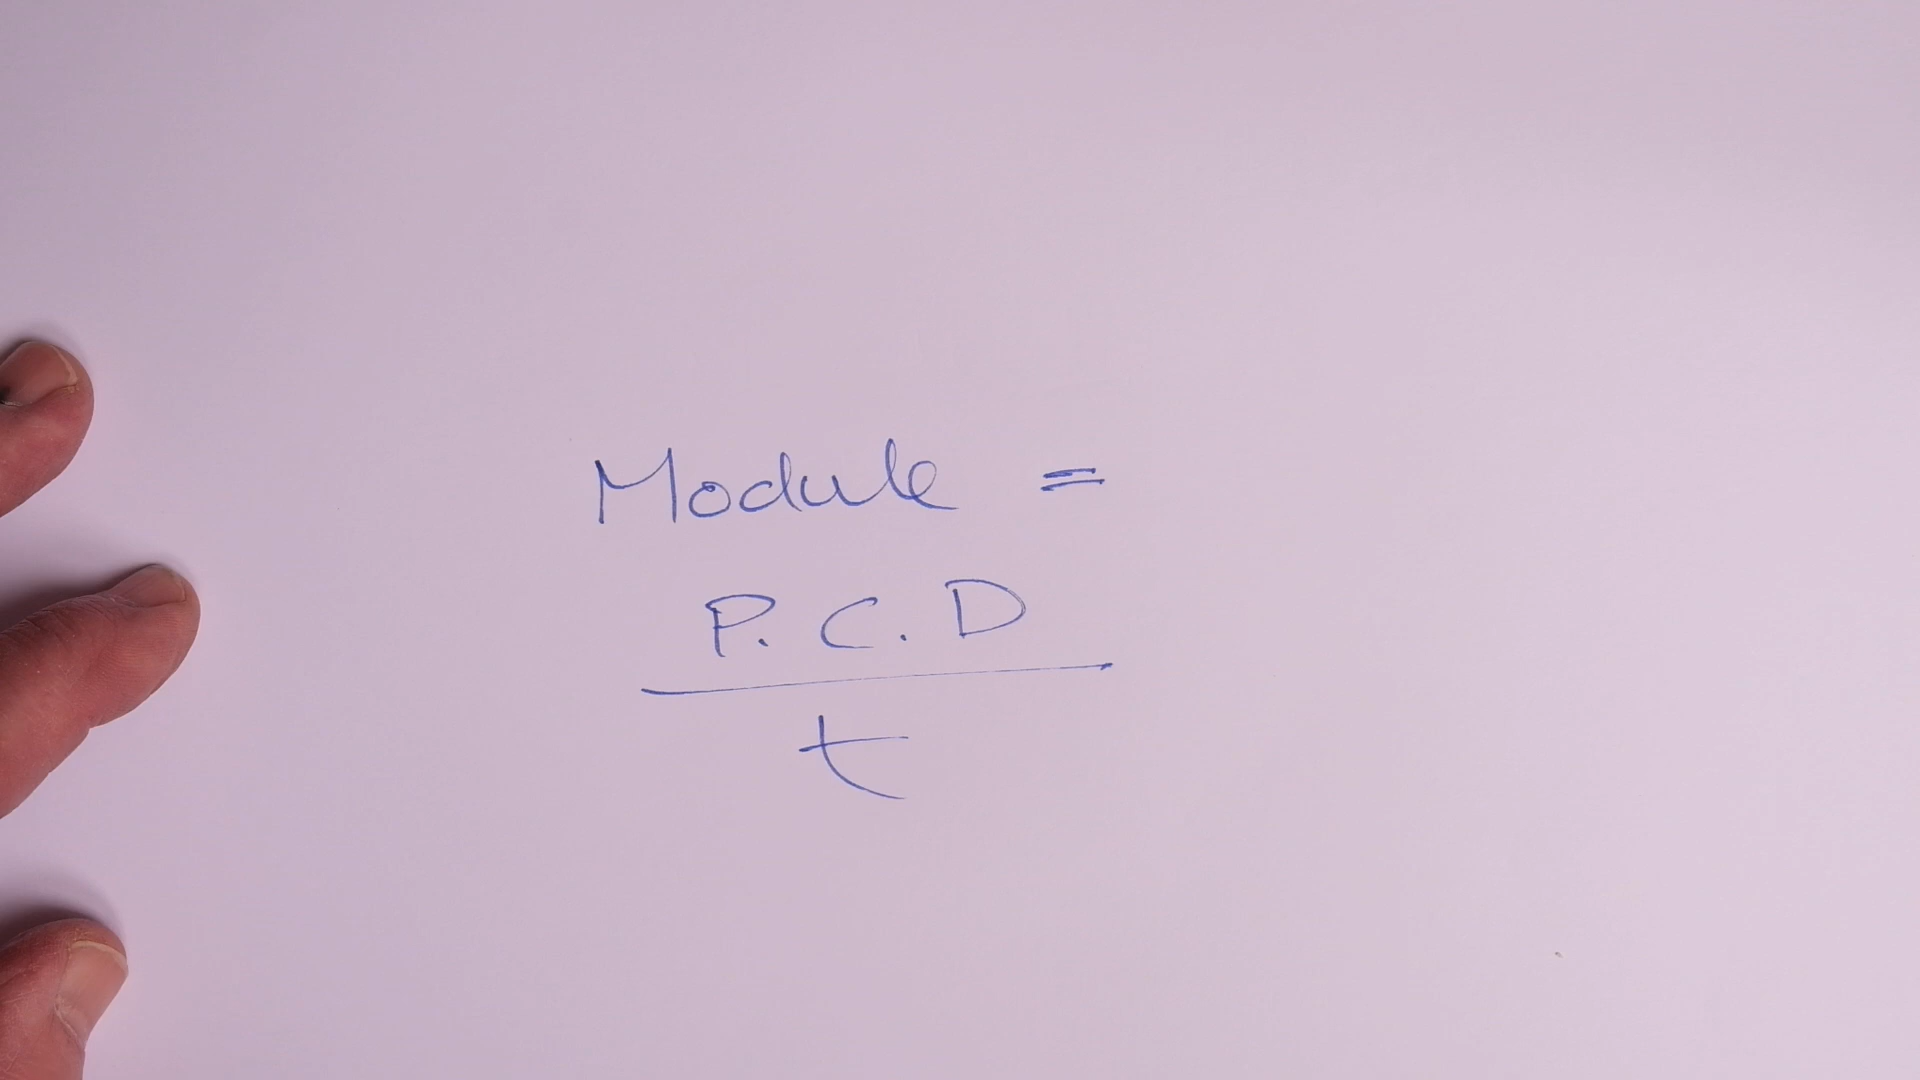 Module =
P. C. D
t